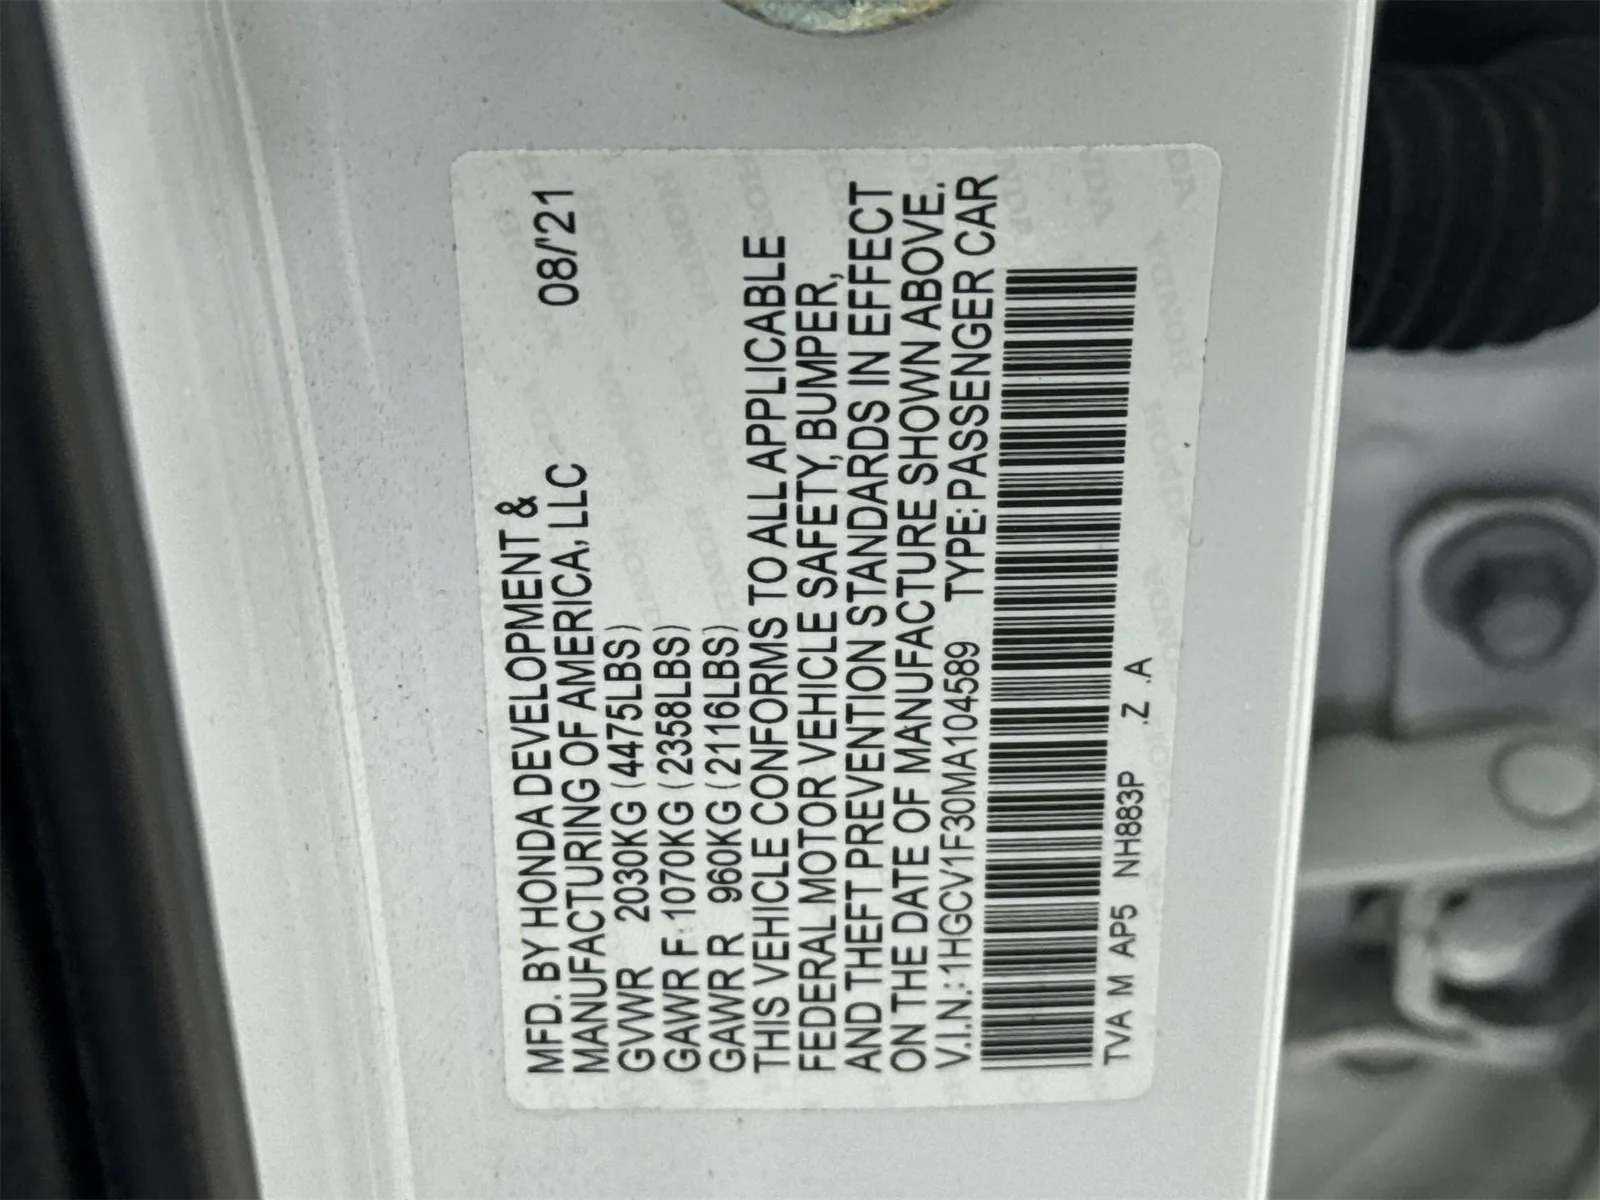 MFD. BY HONDA DEVELOPMENT &
MANUFACTURING OF AMERICA, LLC 08/'21
GVWR 2030KG (4475LBS)
GAWR F 1070KG (2358LBS)
GAWR R 960KG (2116LBS)
THIS VEHICLE CONFORMS TO ALL APPLICABLE
FEDERAL MOTOR VEHICLE SAFETY, BUMPER,
AND THEFT PREVENTION STANDARDS IN EFFECT
ON THE DATE OF MANUFACTURE SHOWN ABOVE.
V.I.N.: 1HGCV1F30MA104589 TYPE: PASSENGER CAR
TVA M AP5 NH883P .Z .A